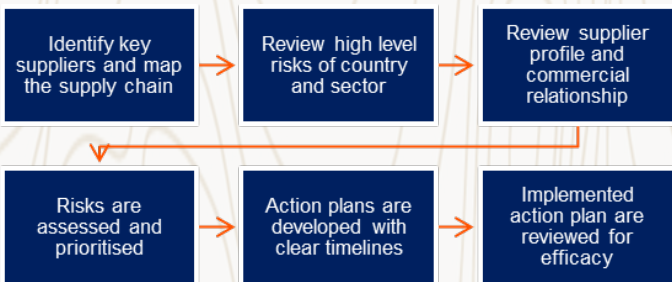 Identify key
suppliers and map
the supply chain
Review high level
risks of country
and sector
Review supplier
profile and
commercial
relationship
Risks are
assessed and
prioritised
Action plans are
developed with
clear timelines
Implemented
action plan are
reviewed for
efficacy